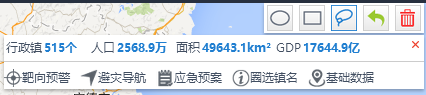 行政镇 515个 人口 2568.9万 面积 49643.1km² GDP 17644.9亿
靶向预警 避灾导航 应急预案 圈选镇名 基础数据